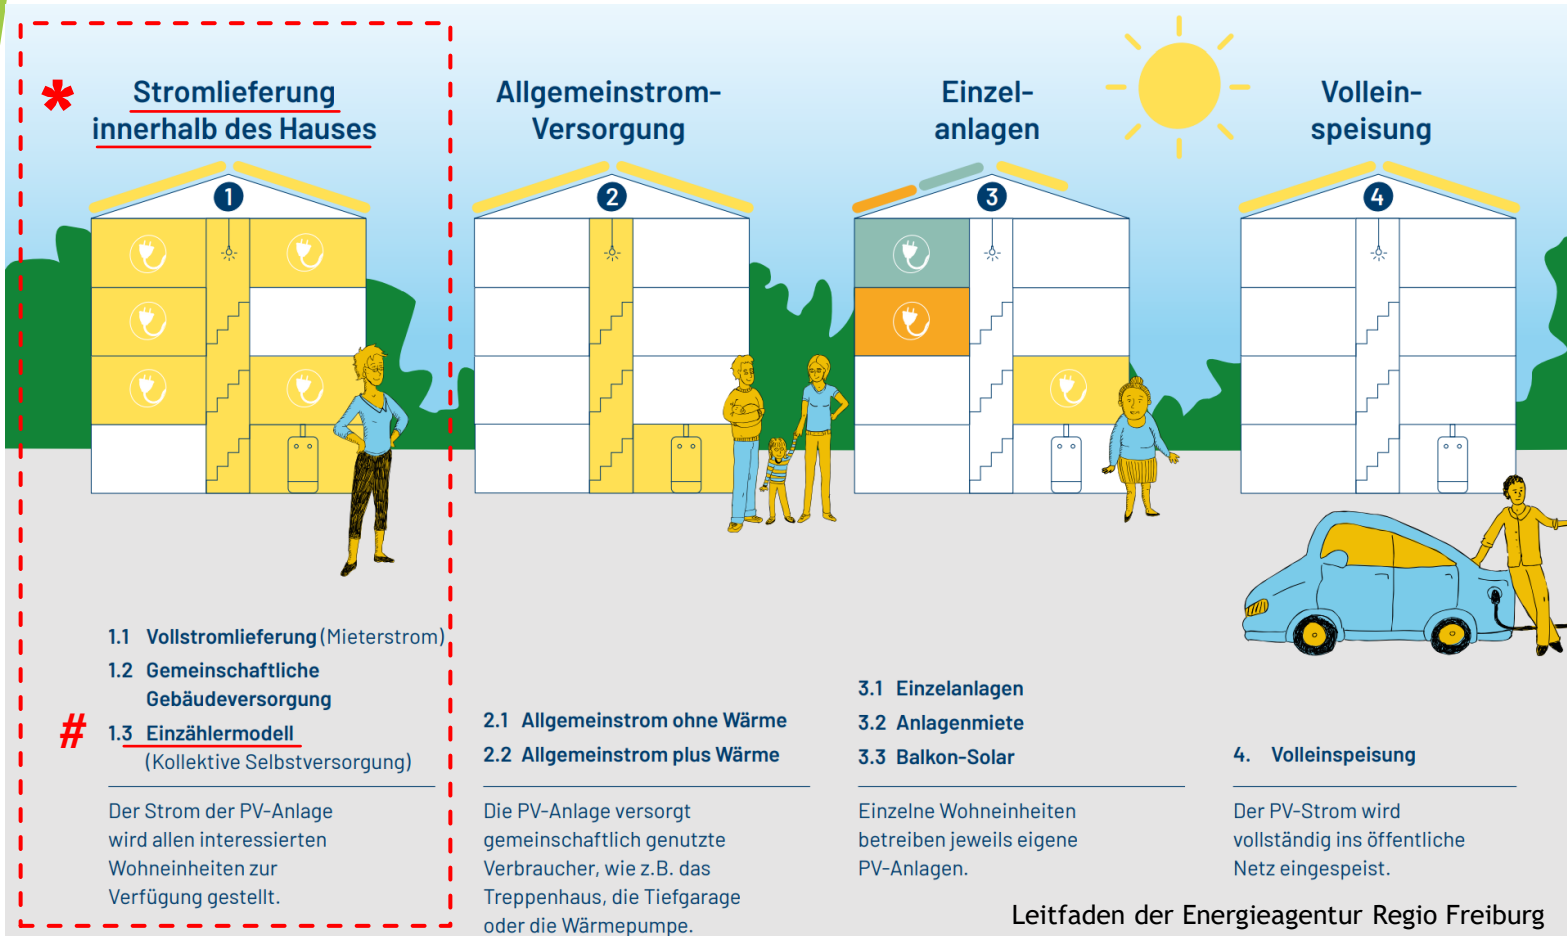 *
Stromlieferung
innerhalb des Hauses
1
1.1 Vollstromlieferung (Mieterstrom)
1.2 Gemeinschaftliche
Gebäudeversorgung
#
1.3 Einzählermodell
(Kollektive Selbstversorgung)
Der Strom der PV-Anlage
wird allen interessierten
Wohneinheiten zur
Verfügung gestellt.
Allgemeinstrom-
Versorgung
2
2.1 Allgemeinstrom ohne Wärme
2.2 Allgemeinstrom plus Wärme
Die PV-Anlage versorgt
gemeinschaftlich genutzte
Verbraucher, wie z.B. das
Treppenhaus, die Tiefgarage
oder die Wärmepumpe.
Einzel-
anlagen
3
3.1 Einzelanlagen
3.2 Anlagenmiete
3.3 Balkon-Solar
Einzelne Wohneinheiten
betreiben jeweils eigene
PV-Anlagen.
Vollein-
speisung
4
4. Volleinspeisung
Der PV-Strom wird
vollständig ins öffentliche
Netz eingespeist.
Leitfaden der Energieagentur Regio Freiburg